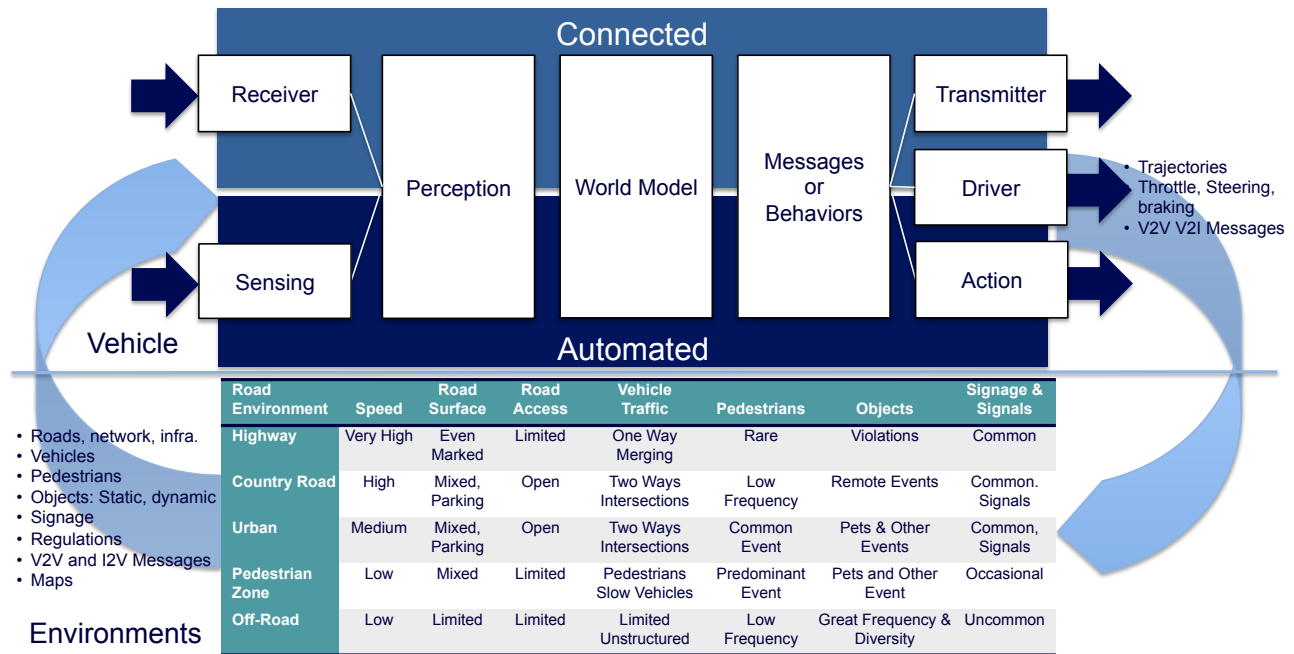 Connected
Receiver
Transmitter
Perception
World Model
Messages
or
Behaviors
Driver
Sensing
Action
• Trajectories
• Throttle, Steering,
braking
• V2V V2I Messages
Vehicle
Automated
Road Environment Speed Road Surface Road Access Vehicle Traffic Pedestrians Objects Signage & Signals
Highway Very High Even Marked Limited One Way Merging Rare Violations Common
Country Road High Mixed, Parking Open Two Ways Intersections Low Frequency Remote Events Common. Signals
Urban Medium Mixed, Parking Open Two Ways Intersections Common Event Pets & Other Events Common, Signals
Pedestrian Zone Low Mixed Limited Pedestrians Slow Vehicles Predominant Event Pets and Other Event Occasional
Off-Road Low Limited Limited Limited Unstructured Low Frequency Great Frequency & Diversity Uncommon
• Roads, network, infra.
• Vehicles
• Pedestrians
• Objects: Static, dynamic
• Signage
• Regulations
• V2V and I2V Messages
• Maps
Environments